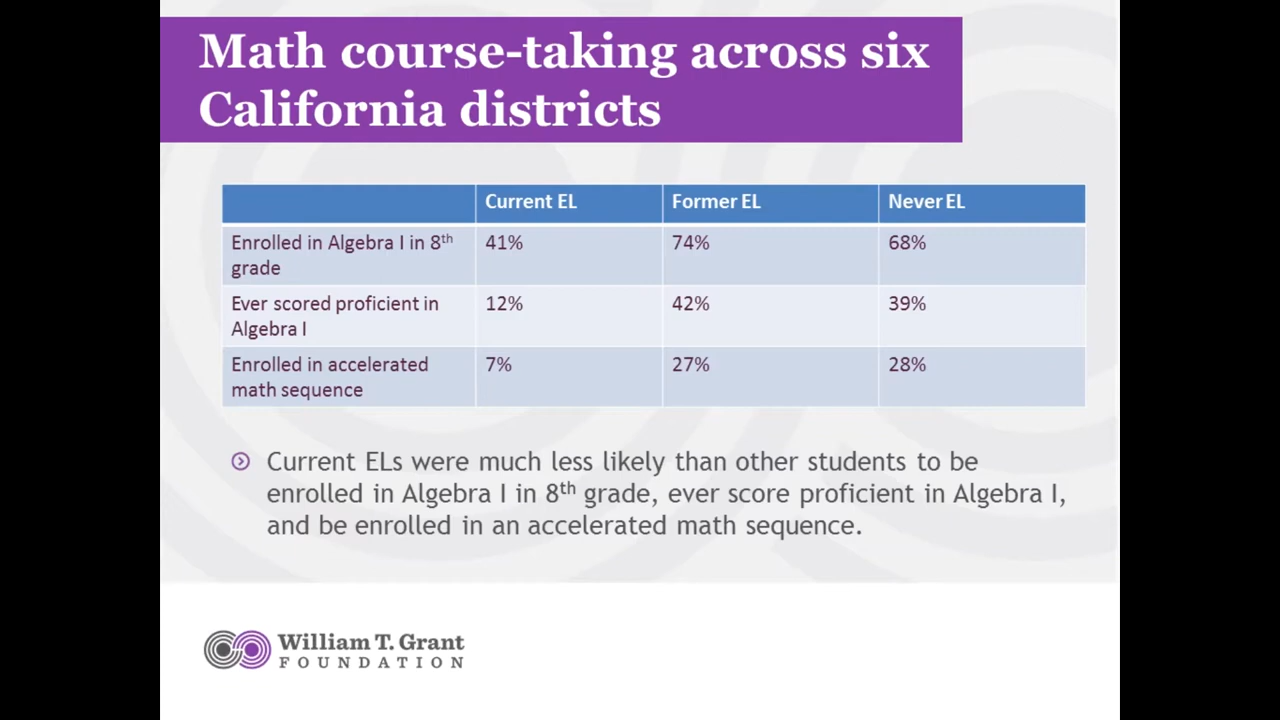 Math course-taking across six
California districts
Current EL Former EL Never EL
Enrolled in Algebra I in 8th 41% 74% 68%
grade
Ever scored proficient in 12% 42% 39%
Algebra I
Enrolled in accelerated 7% 27% 28%
math sequence
Current ELs were much less likely than other students to be
enrolled in Algebra I in 8th grade, ever score proficient in Algebra I,
and be enrolled in an accelerated math sequence.
William T. Grant
FOUNDATION